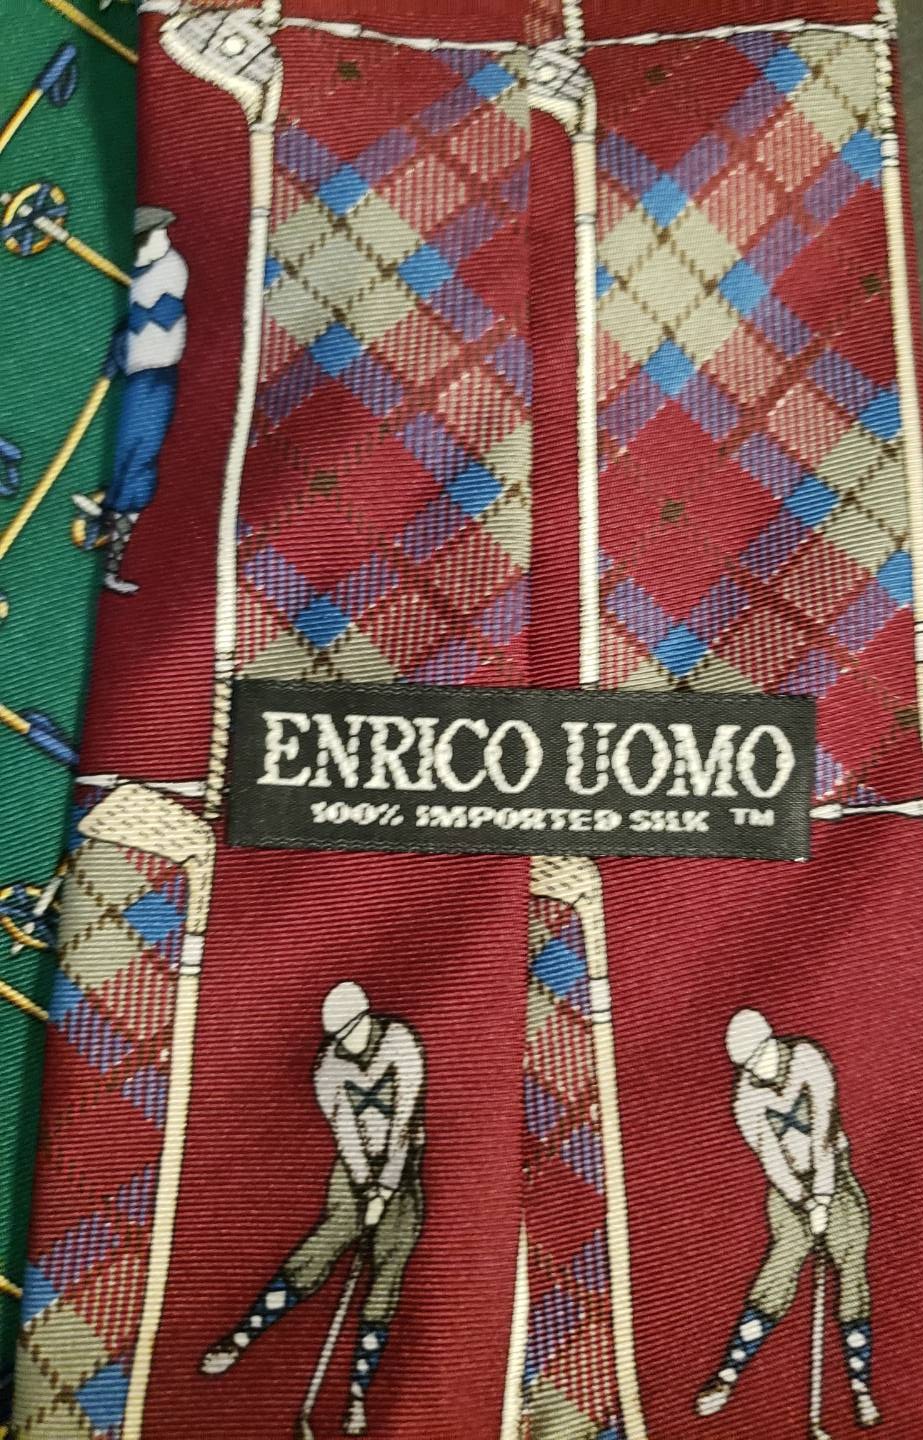 ENRICO UOMO
100% IMPORTED SILK ™